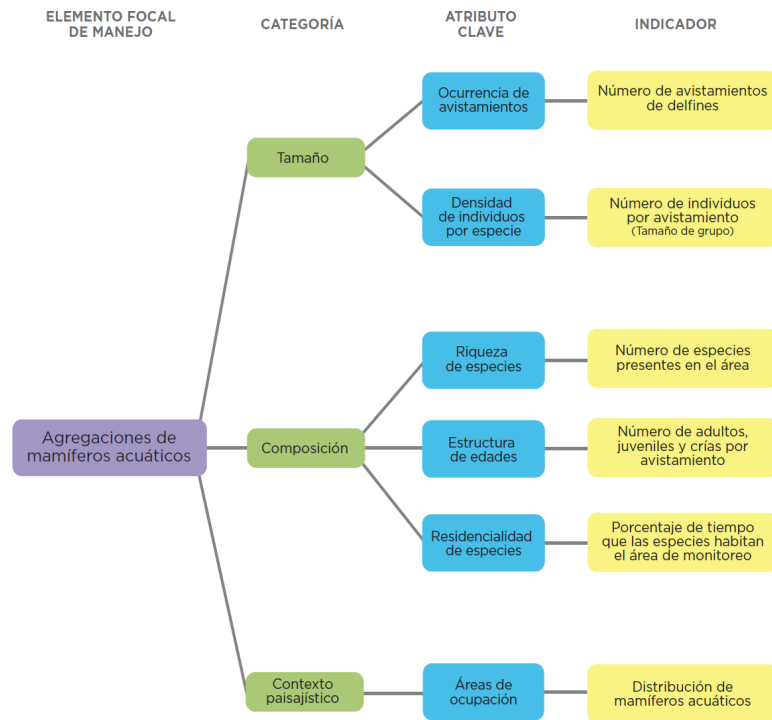 ELEMENTO FOCAL
DE MANEJO
CATEGORÍA
ATRIBUTO
CLAVE
INDICADOR
Ocurrencia de
avistamientos
Número de avistamientos
de delfines
Tamaño
Densidad
de individuos
por especie
Número de individuos
por avistamiento
(Tamaño de grupo)
Riqueza
de especies
Número de especies
presentes en el área
Agregaciones de
mamíferos acuáticos
Composición
Estructura
de edades
Número de adultos,
juveniles y crías por
avistamiento
Residencialidad
de especies
Porcentaje de tiempo
que las especies habitan
el área de monitoreo
Contexto
paisajístico
Áreas de
ocupación
Distribución de
mamíferos acuáticos